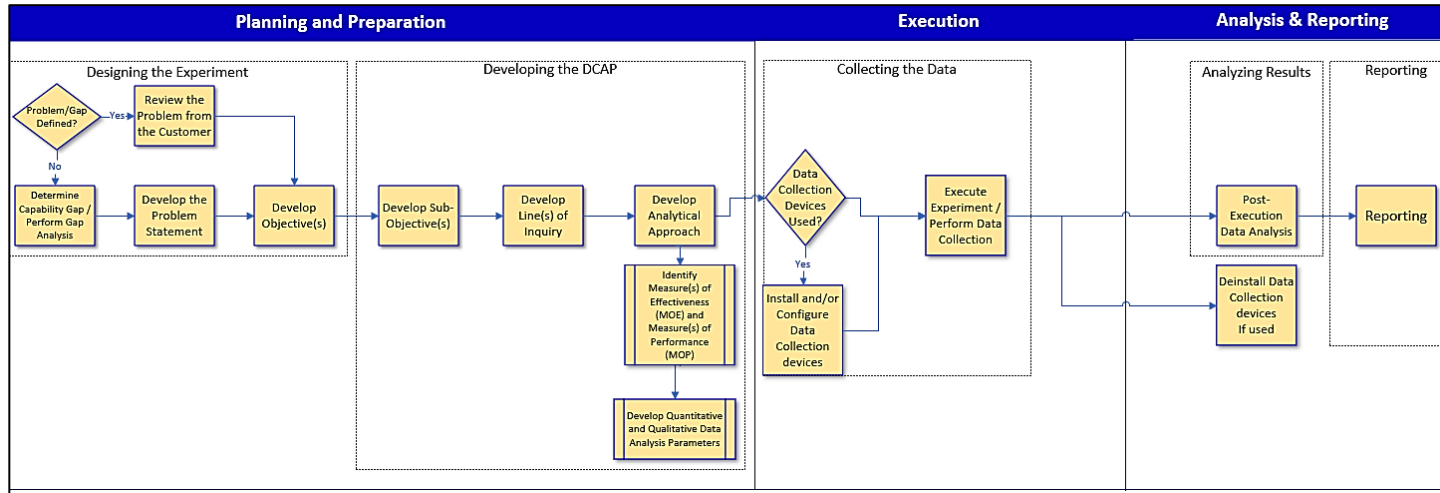 Planning and Preparation
Execution
Analysis & Reporting
Designing the Experiment
Developing the DCAP
Collecting the Data
Analyzing Results
Reporting
Problem/Gap
Defined?
Yes
Review the
Problem from
the Customer
No
Determine
Capability Gap /
Perform Gap
Analysis
Develop the
Problem
Statement
Develop
Objective(s)
Develop Sub-
Objective(s)
Develop
Line(s) of
Inquiry
Develop
Analytical
Approach
Identify
Measure(s) of
Effectiveness
(MOE) and
Measure(s) of
Performance
(MOP)
Develop Quantitative
and Qualitative Data
Analysis Parameters
Data
Collection
Devices
Used?
Yes
Install and/or
Configure
Data
Collection
devices
Execute
Experiment /
Perform Data
Collection
Post-
Execution
Data Analysis
Deinstall Data
Collection
devices
If used
Reporting